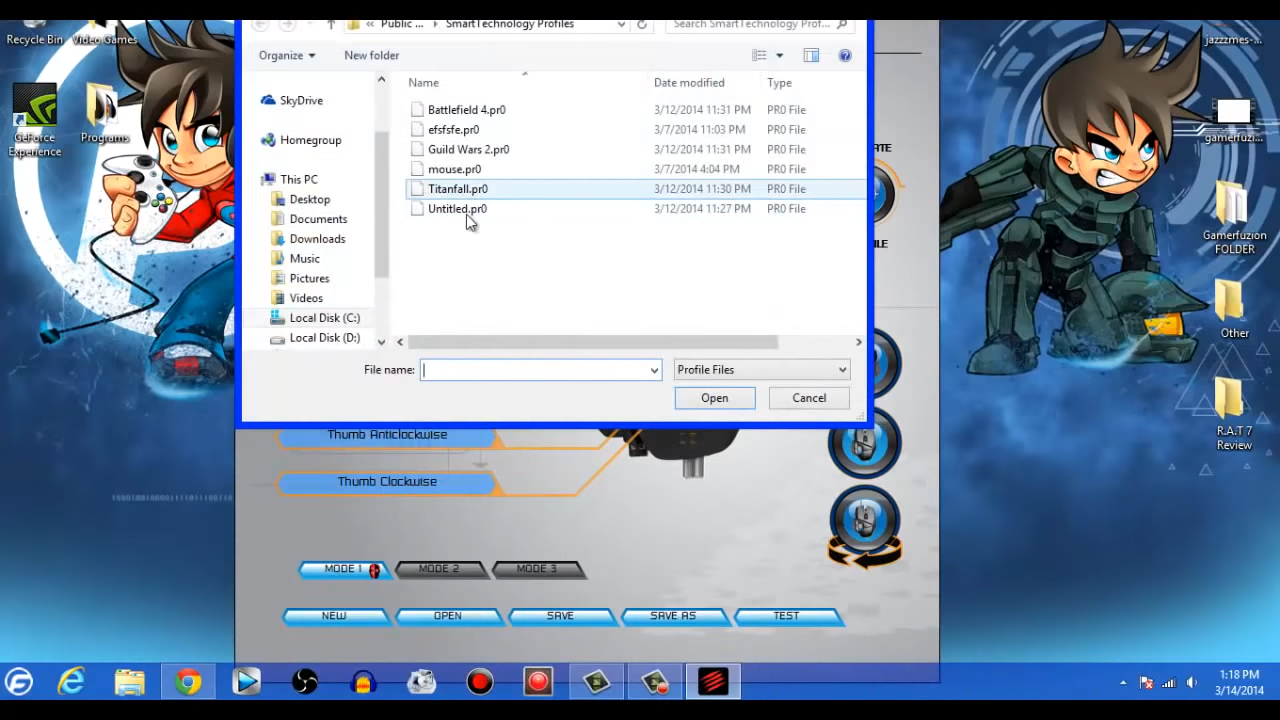 Recycle Bin
Video Games
GeForce
Experience
Programs
Public ...
SmartTechnology Profiles
Search SmartTechnology Prof...
Organize
New folder
Name
Date modified
Type
SkyDrive
Homegroup
This PC
Desktop
Documents
Downloads
Music
Pictures
Videos
Local Disk (C:)
Local Disk (D:)
Battlefield 4.pr0 3/12/2014 11:31 PM PR0 File
efsfsfe.pr0 3/7/2014 11:03 PM PR0 File
Guild Wars 2.pr0 3/12/2014 11:31 PM PR0 File
mouse.pr0 3/7/2014 4:04 PM PR0 File
Titanfall.pr0 3/12/2014 11:30 PM PR0 File
Untitled.pr0 3/12/2014 11:27 PM PR0 File
File name:
Profile Files
Open
Cancel
Thumb Anticlockwise
Thumb Clockwise
MODE 1
MODE 2
MODE 3
NEW
OPEN
SAVE
SAVE AS
TEST
jazzzmes-...
gamerfuzi...
Gamerfuzion
FOLDER
Other
R.A.T 7
Review
1:18 PM
3/14/2014